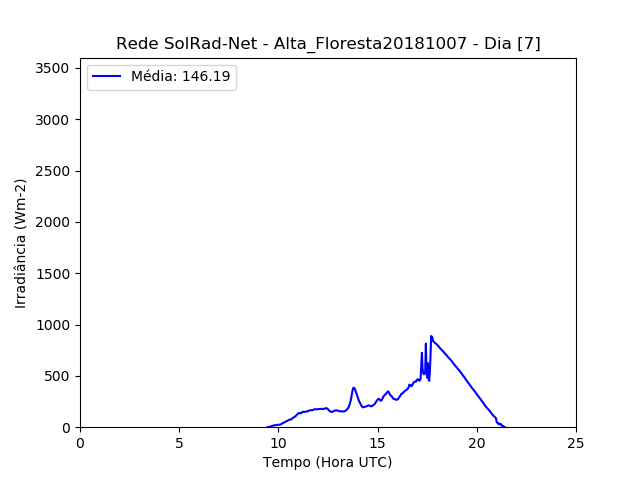 Rede SolRad-Net - Alta_Floresta20181007 - Dia [7]
Média: 146.19
3500
3000
2500
2000
1500
1000
500
0
Irradiância (Wm-2)
0 5 10 15 20 25
Tempo (Hora UTC)